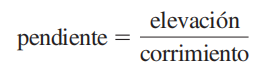 pendiente = elevación
corrimiento